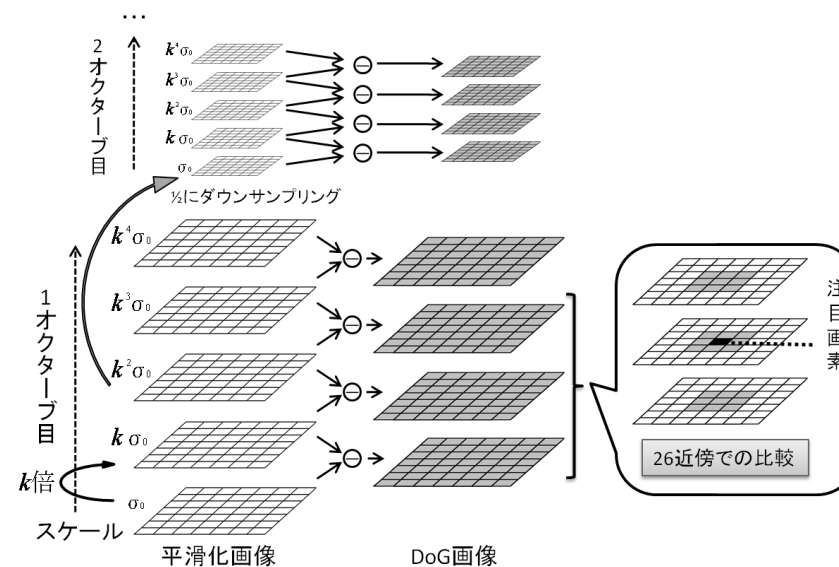 …
2オクターブ目
k⁴σ₀
k³σ₀
k²σ₀
kσ₀
σ₀
½にダウンサンプリング
1オクターブ目
k⁴σ₀
k³σ₀
k²σ₀
kσ₀
k倍
σ₀
スケール
平滑化画像
DoG画像
注目画素
26近傍での比較